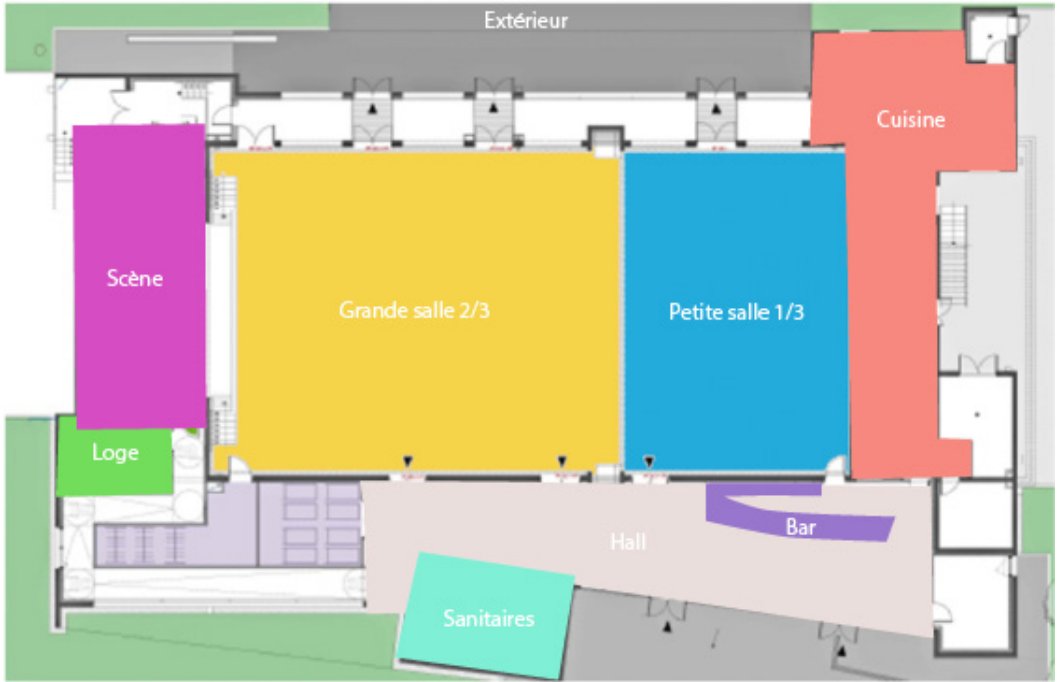 Extérieur
Cuisine
Scène
Grande salle 2/3
Petite salle 1/3
Loge
Bar
Hall
Sanitaires